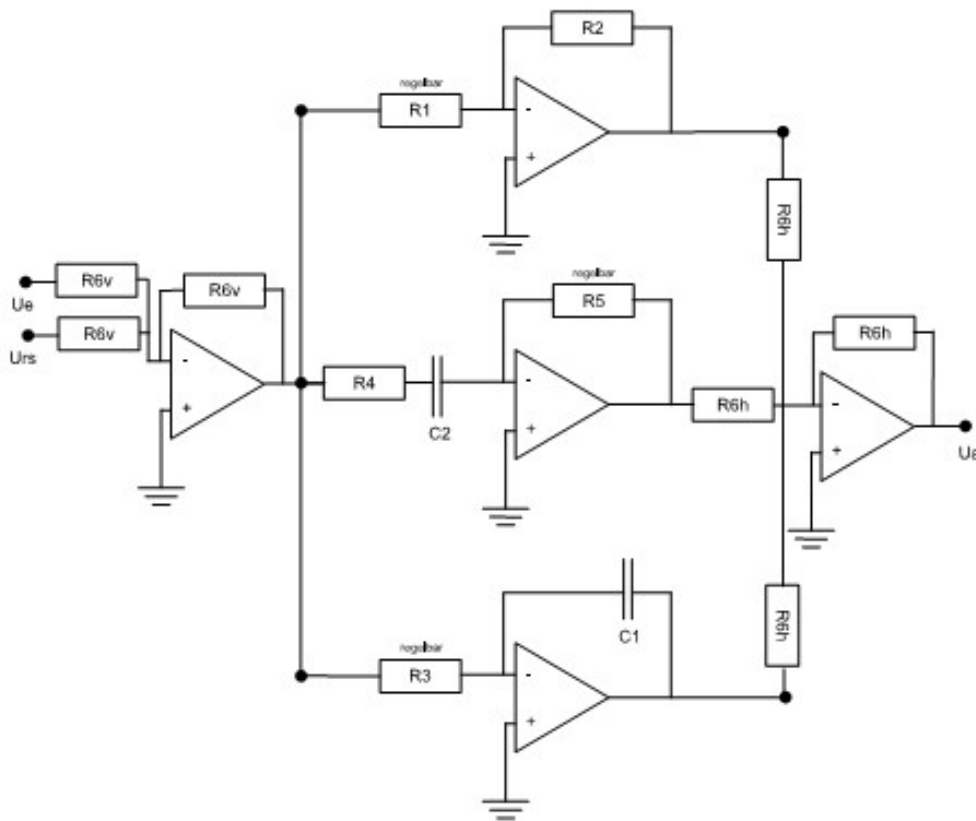 R2
regelbar
R1
-
+
R6h
R6v
Ue
R6v
R6v
Urs
-
+
regelbar
R5
R4
C2
-
+
R6h
R6h
-
+
Ua
C1
regelbar
R3
-
+
R6h